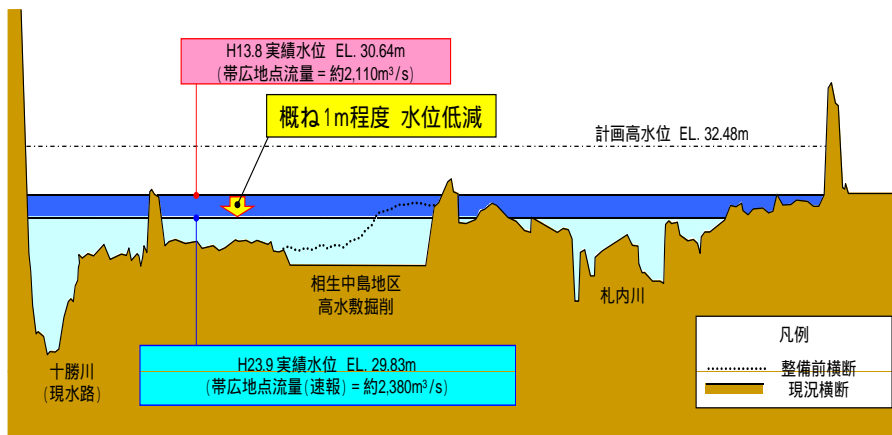 H13.8 実績水位 EL. 30.64m
(帯広地点流量 = 約2,110m³/s)
概ね1m程度 水位低減
計画高水位 EL. 32.48m
相生中島地区
高水敷掘削
札内川
十勝川
(現水路)
H23.9 実績水位 EL. 29.83m
(帯広地点流量(速報) = 約2,380m³/s)
凡例
整備前横断
現況横断